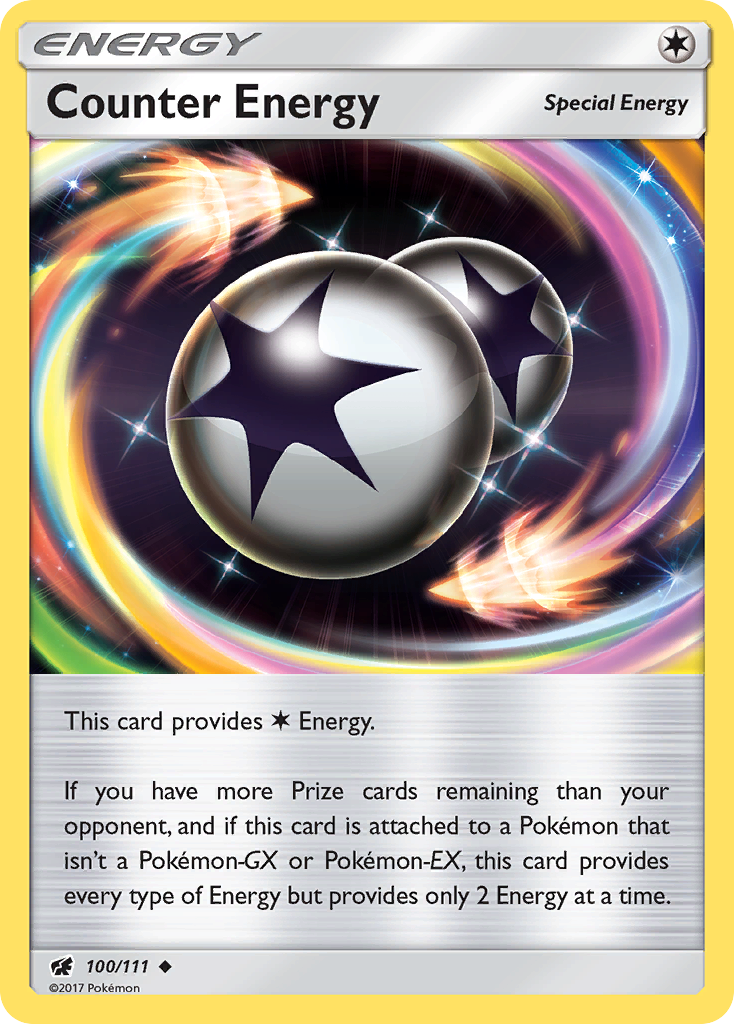 ENERGY
Counter Energy
Special Energy
This card provides Energy.
If you have more Prize cards remaining than your
opponent, and if this card is attached to a Pokémon that
isn't a Pokémon-GX or Pokémon-EX, this card provides
every type of Energy but provides only 2 Energy at a time.
100/111
©2017 Pokémon